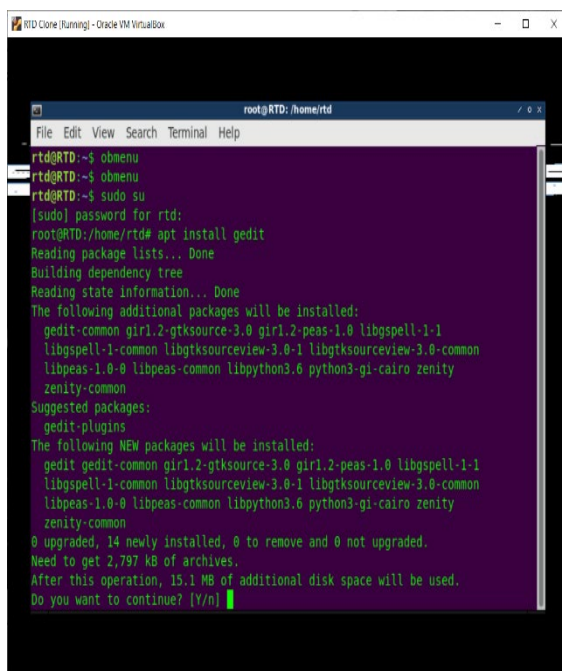 RTD Clone [Running] - Oracle VM VirtualBox
root@RTD: /home/rtd
File Edit View Search Terminal Help
rtd@RTD:~$ obmenu
rtd@RTD:~$ obmenu
rtd@RTD:~$ sudo su
[sudo] password for rtd:
root@RTD:/home/rtd# apt install gedit
Reading package lists... Done
Building dependency tree
Reading state information... Done
The following additional packages will be installed:
gedit-common gir1.2-gtksource-3.0 gir1.2-peas-1.0 libgspell-1-1
libgspell-1-common libgtksourceview-3.0-1 libgtksourceview-3.0-common
libpeas-1.0-0 libpeas-common libpython3.6 python3-gi-cairo zenity
zenity-common
Suggested packages:
gedit-plugins
The following NEW packages will be installed:
gedit gedit-common gir1.2-gtksource-3.0 gir1.2-peas-1.0 libgspell-1-1
libgspell-1-common libgtksourceview-3.0-1 libgtksourceview-3.0-common
libpeas-1.0-0 libpeas-common libpython3.6 python3-gi-cairo zenity
zenity-common
0 upgraded, 14 newly installed, 0 to remove and 0 not upgraded.
Need to get 2,797 kB of archives.
After this operation, 15.1 MB of additional disk space will be used.
Do you want to continue? [Y/n]